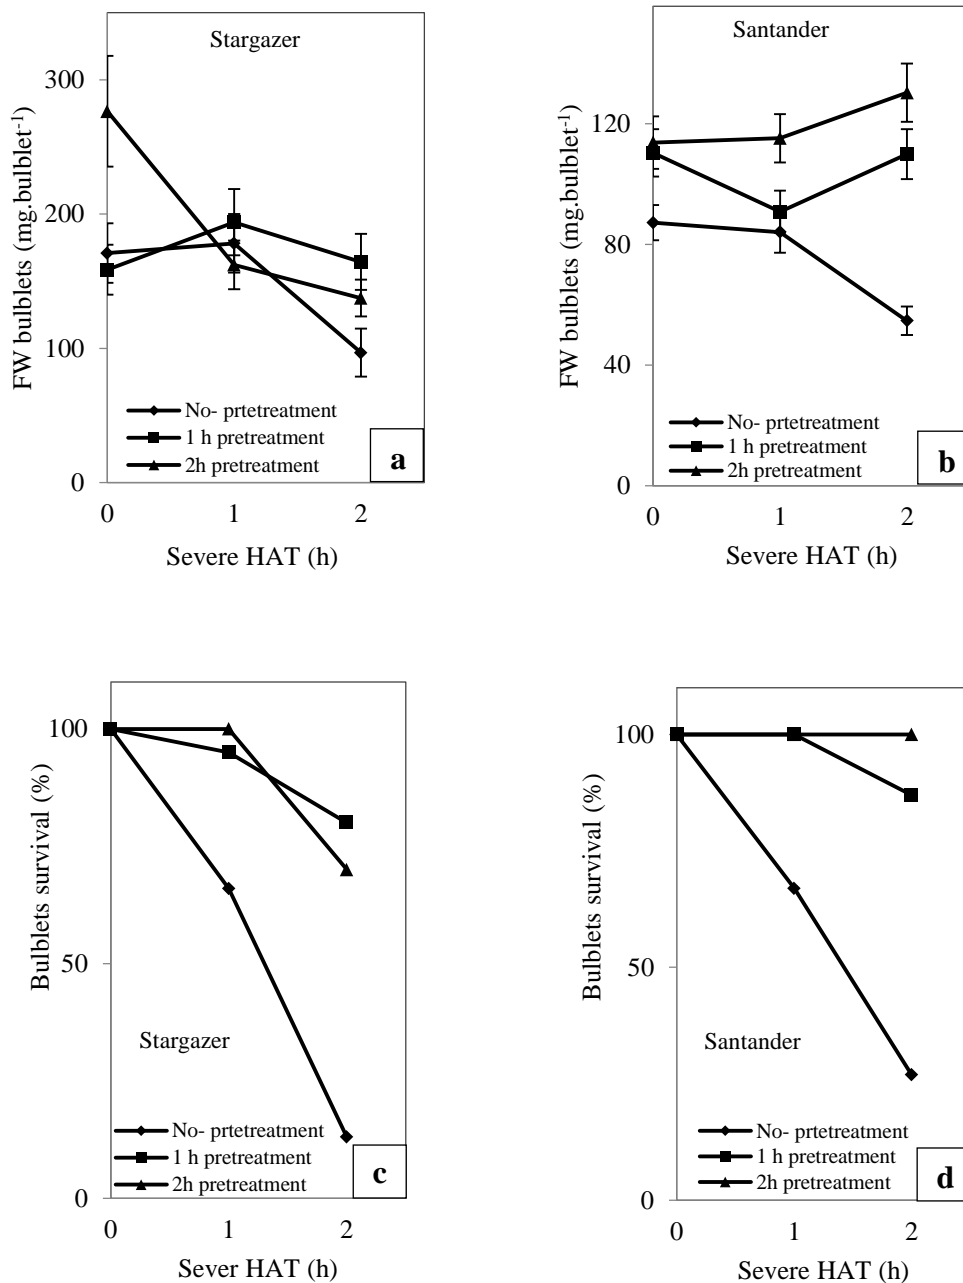 Stargazer
300
200
100
0
FW bulblets (mg.bulblet-1)
No- prtetreatment
1 h pretreatment
2h pretreatment
a
0 1 2
Severe HAT (h)
Santander
120
80
40
0
FW bulblets (mg.bulblet-1)
No- prtetreatment
1 h pretreatment
2h pretreatment
b
0 1 2
Severe HAT (h)
100
50
0
Bulblets survival (%)
Stargazer
No- prtetreatment
1 h pretreatment
2h pretreatment
c
0 1 2
Sever HAT (h)
100
50
0
Bulblets survival (%)
Santander
No- prtetreatment
1 h pretreatment
2h pretreatment
d
0 1 2
Severe HAT (h)